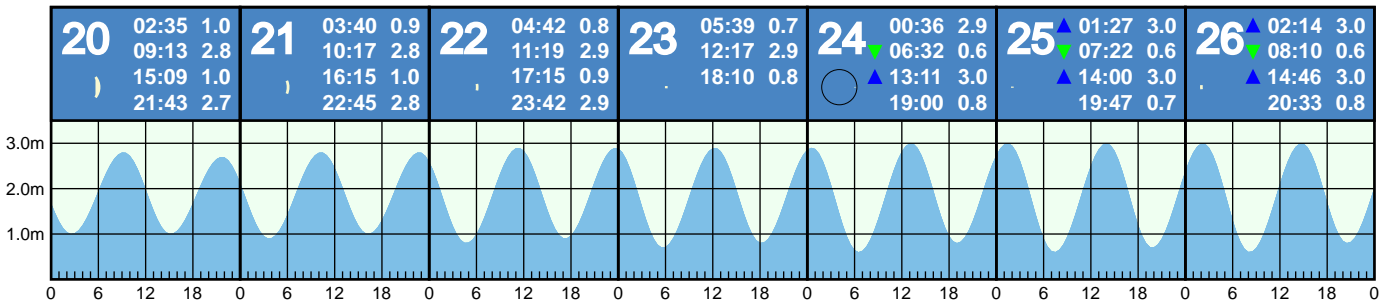 20
02:35 1.0
09:13 2.8
15:09 1.0
21:43 2.7
21
03:40 0.9
10:17 2.8
16:15 1.0
22:45 2.8
22
04:42 0.8
11:19 2.9
17:15 0.9
23:42 2.9
23
05:39 0.7
12:17 2.9
18:10 0.8
24
00:36 2.9
▼ 06:32 0.6
▲ 13:11 3.0
19:00 0.8
25
▲ 01:27 3.0
▼ 07:22 0.6
▲ 14:00 3.0
19:47 0.7
26
▲ 02:14 3.0
▼ 08:10 0.6
▲ 14:46 3.0
20:33 0.8
3.0m
2.0m
1.0m
0 6 12 18 0 6 12 18 0 6 12 18 0 6 12 18 0 6 12 18 0 6 12 18 0 6 12 18 0